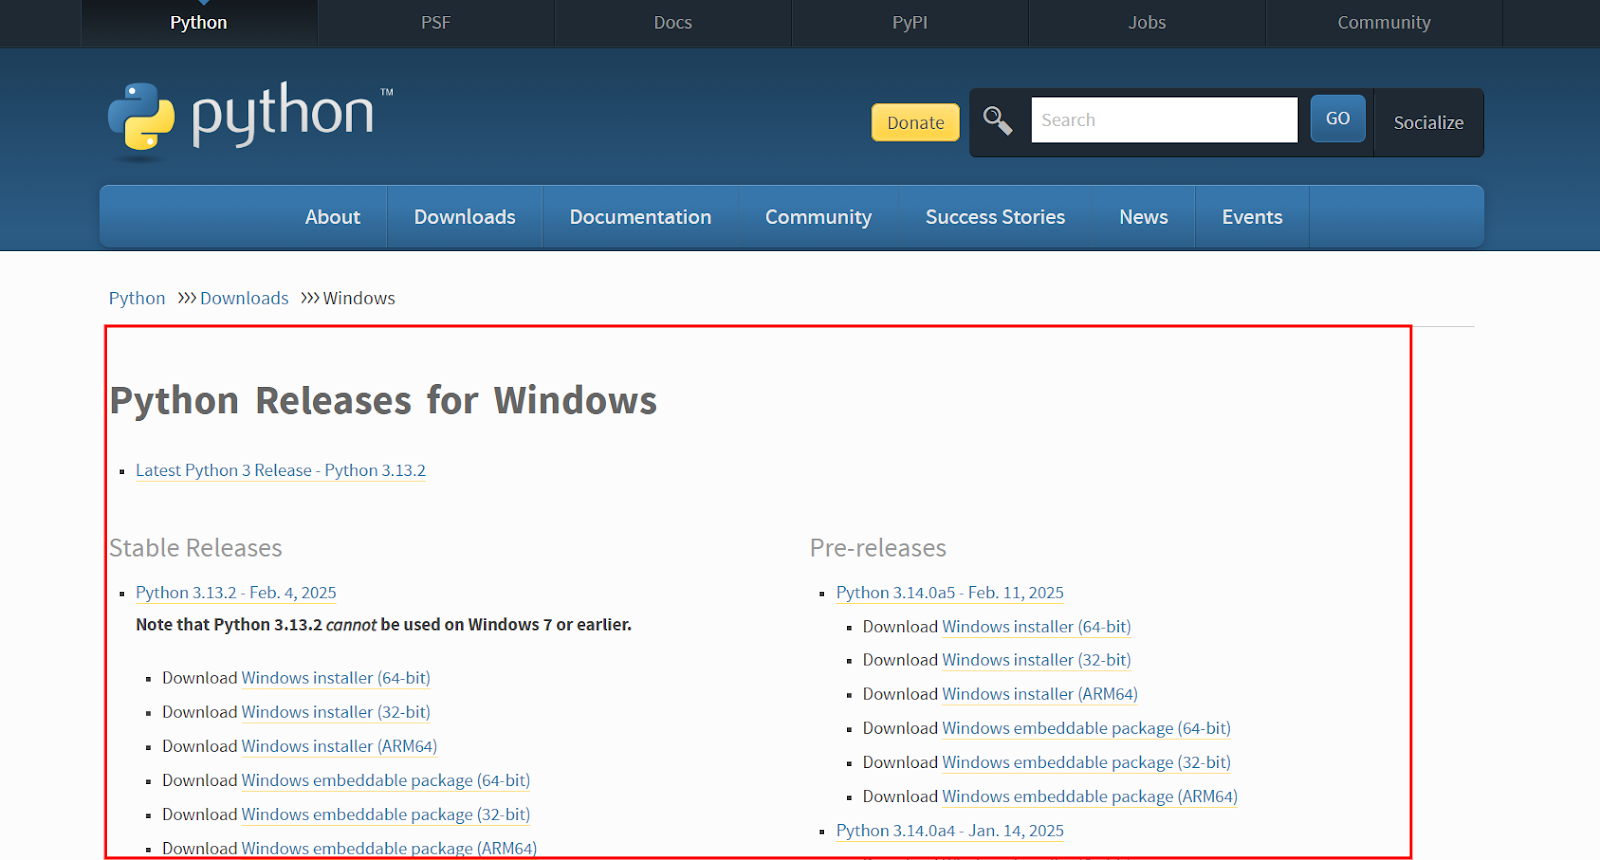 Python PSF Docs PyPI Jobs Community
python™
Donate Search GO Socialize
About Downloads Documentation Community Success Stories News Events
Python >>> Downloads >>> Windows
Python Releases for Windows
Latest Python 3 Release - Python 3.13.2
Stable Releases
Python 3.13.2 - Feb. 4, 2025
Note that Python 3.13.2 cannot be used on Windows 7 or earlier.
Download Windows installer (64-bit)
Download Windows installer (32-bit)
Download Windows installer (ARM64)
Download Windows embeddable package (64-bit)
Download Windows embeddable package (32-bit)
Download Windows embeddable package (ARM64)
Pre-releases
Python 3.14.0a5 - Feb. 11, 2025
Download Windows installer (64-bit)
Download Windows installer (32-bit)
Download Windows installer (ARM64)
Download Windows embeddable package (64-bit)
Download Windows embeddable package (32-bit)
Download Windows embeddable package (ARM64)
Python 3.14.0a4 - Jan. 14, 2025